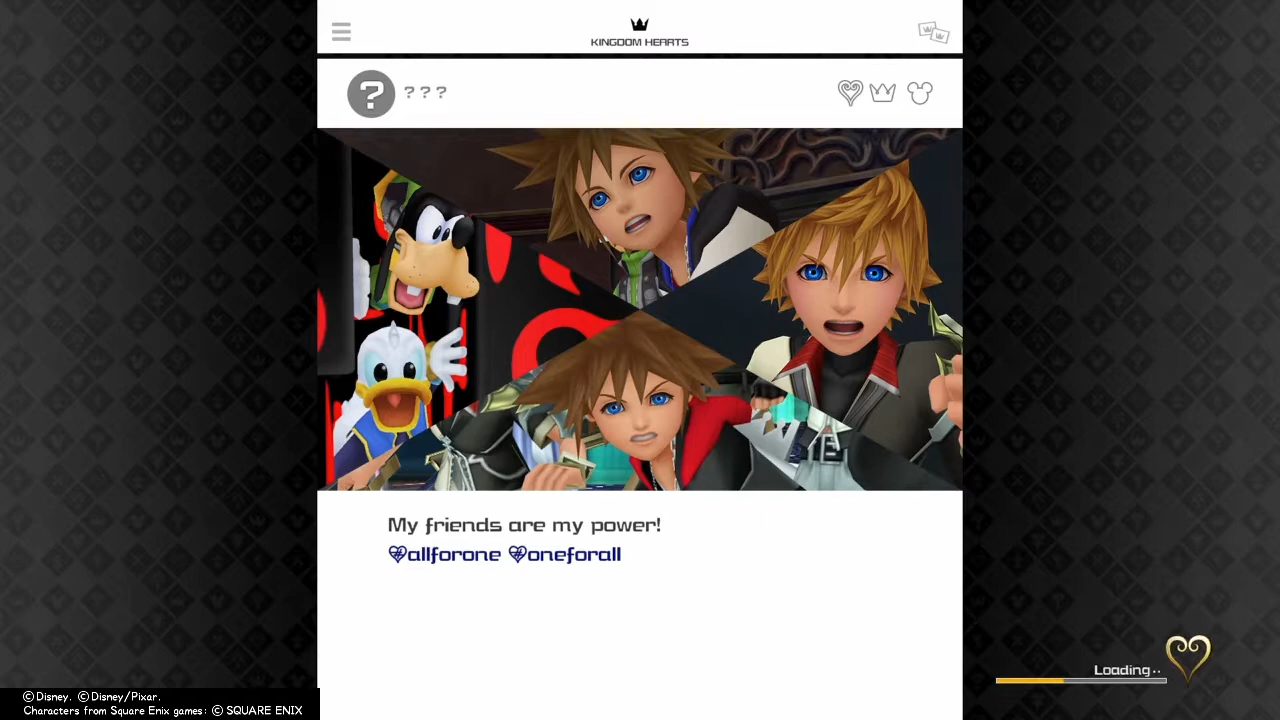 KINGDOM HEARTS
? ? ? ?
My friends are my power!
#allforone #oneforall
Loading··
©Disney. ©Disney/Pixar.
Characters from Square Enix games: © SQUARE ENIX